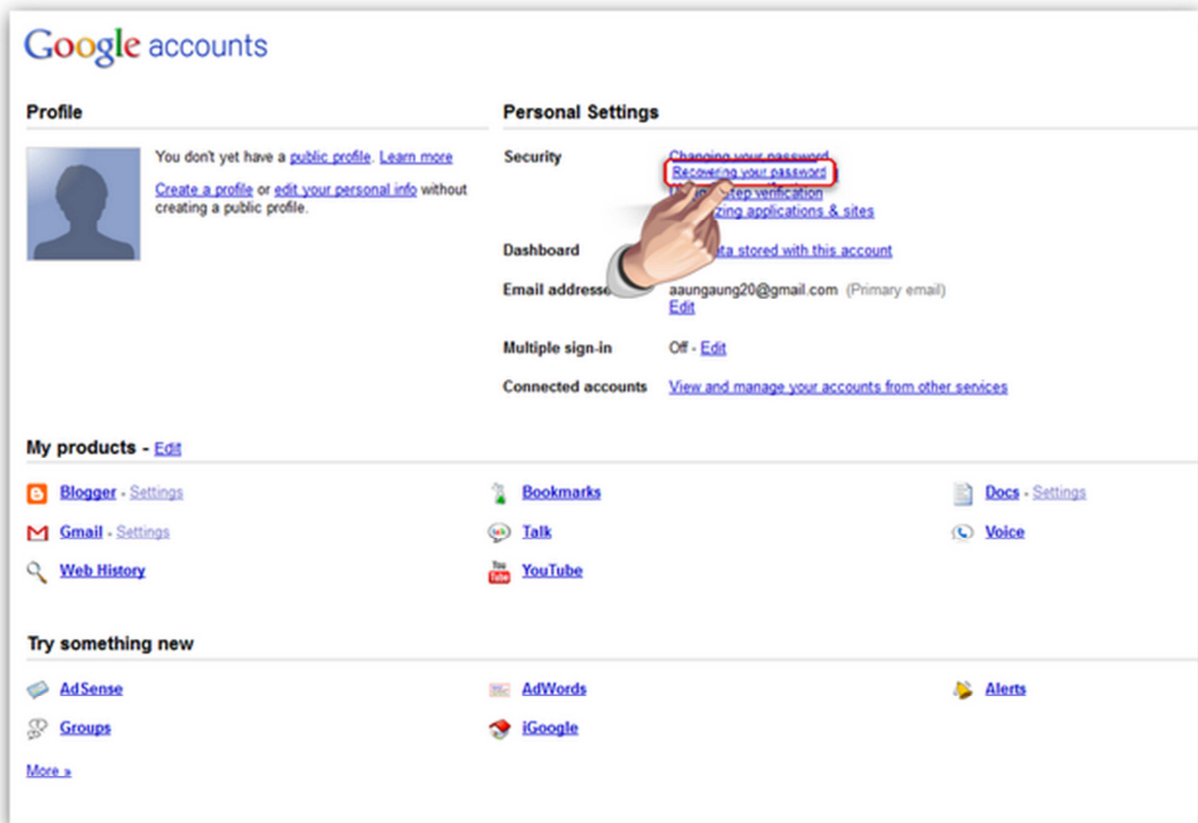 Google accounts
Profile
You don't yet have a public profile. Learn more
Create a profile or edit your personal info without
creating a public profile.
Personal Settings
Security
Changing your password
Recovering your password
step verification
applications & sites
Dashboard
stored with this account
Email
aaungaung20@gmail.com (Primary email)
Edit
Multiple sign-in
Off - Edit
Connected accounts
View and manage your accounts from other services
My products - Edit
Blogger - Settings
Bookmarks
Docs - Settings
Gmail - Settings
Talk
Voice
Web History
You
Tube
YouTube
Try something new
AdSense
AdWords
Alerts
Groups
iGoogle
More »